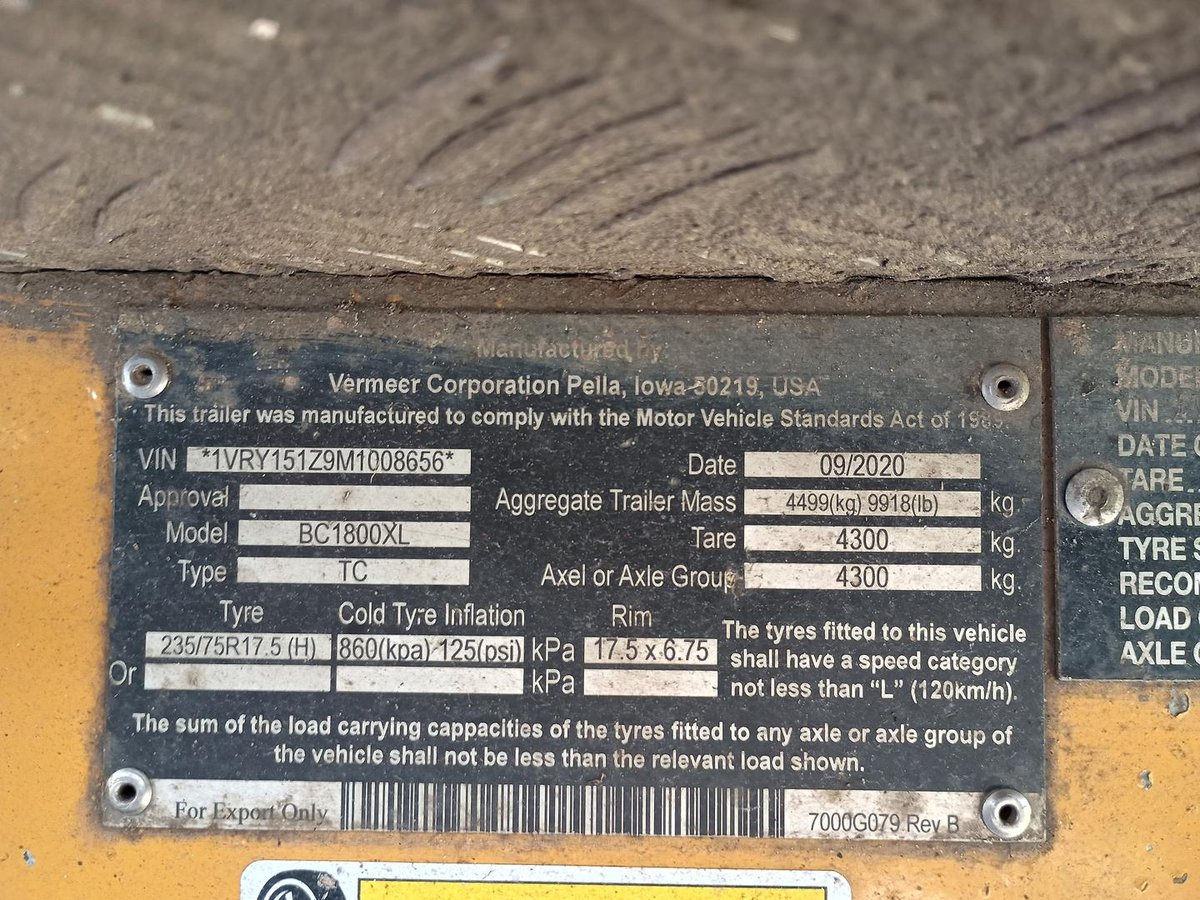 Manufactured by:
Vermeer Corporation Pella, Iowa 50219, USA
This trailer was manufactured to comply with the Motor Vehicle Standards Act of 1989.
VIN *1VRY151Z9M1008656* Date 09/2020
Approval Aggregate Trailer Mass 4499(kg) 9918(lb) kg
Model BC1800XL Tare 4300 kg
Type TC Axel or Axle Group 4300 kg
Tyre Cold Tyre Inflation Rim
235/75R17.5 (H) 860(kpa) 125(psi) kPa 17.5 x 6.75
Or kPa
The tyres fitted to this vehicle
shall have a speed category
not less than “L” (120km/h).
The sum of the load carrying cappacities of the tyres fitted to any axle or axle group of
the vehicle shall not be less than the relevant load shown.
For Export Only 7000G079 Rev B
VIN ....
DATE
TARE
TYRE
LOAD
AXLE